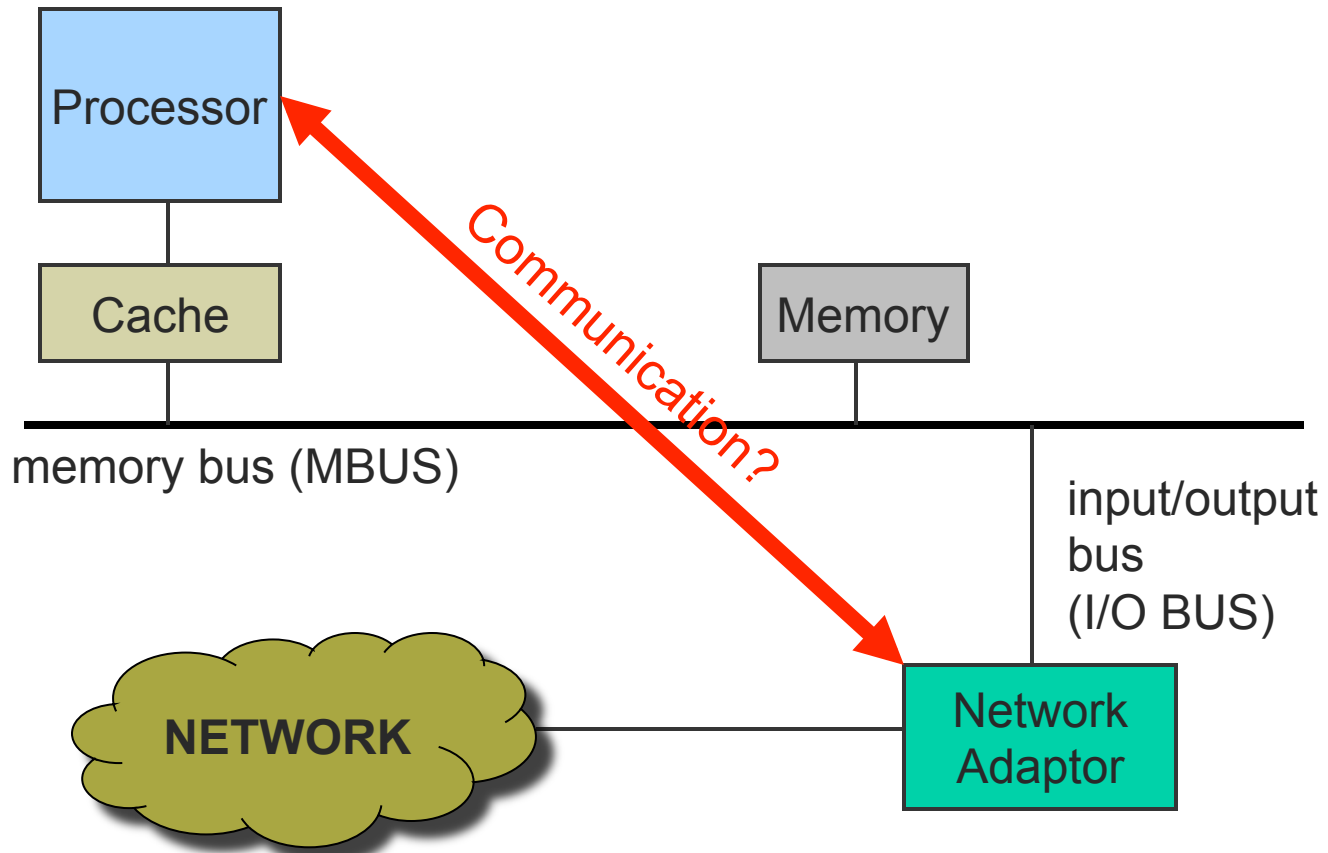 Processor
Cache
Communication?
Memory
memory bus (MBUS)
input/output
bus
(I/O BUS)
NETWORK
Network
Adaptor